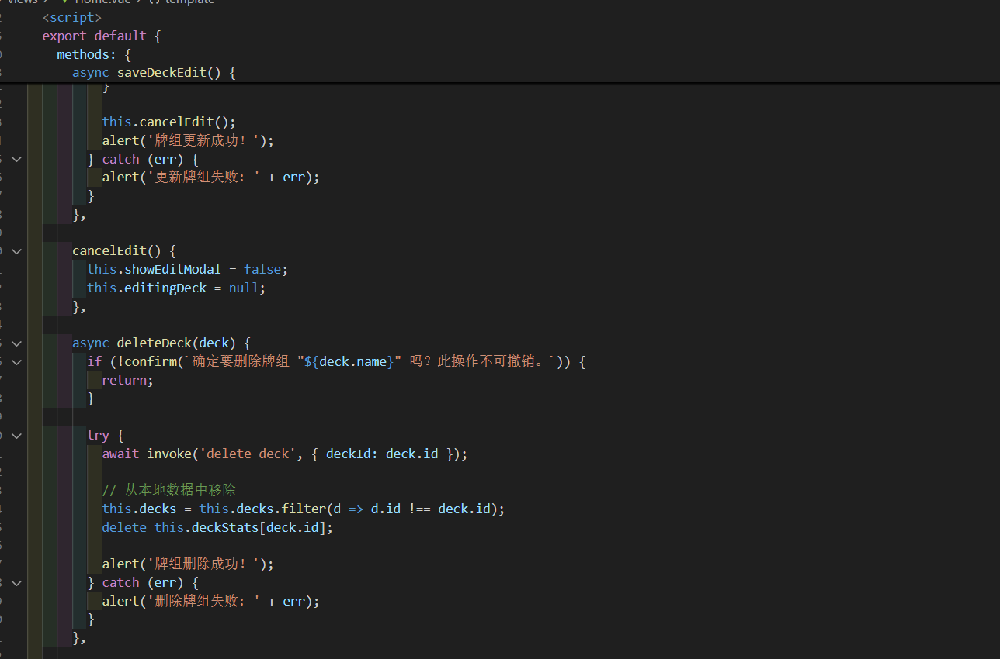 views > Home.vue > {} template
<script>
export default {
methods: {
async saveDeckEdit() {
}
this.cancelEdit();
alert('牌组更新成功！');
} catch (err) {
alert('更新牌组失败：' + err);
}
},
cancelEdit() {
this.showEditModal = false;
this.editingDeck = null;
},
async deleteDeck(deck) {
if (!confirm(`确定要删除牌组 "${deck.name}" 吗？此操作不可撤销。`)) {
return;
}
try {
await invoke('delete_deck', { deckId: deck.id });
// 从本地数据中移除
this.decks = this.decks.filter(d => d.id !== deck.id);
delete this.deckStats[deck.id];
alert('牌组删除成功！');
} catch (err) {
alert('删除牌组失败：' + err);
}
},